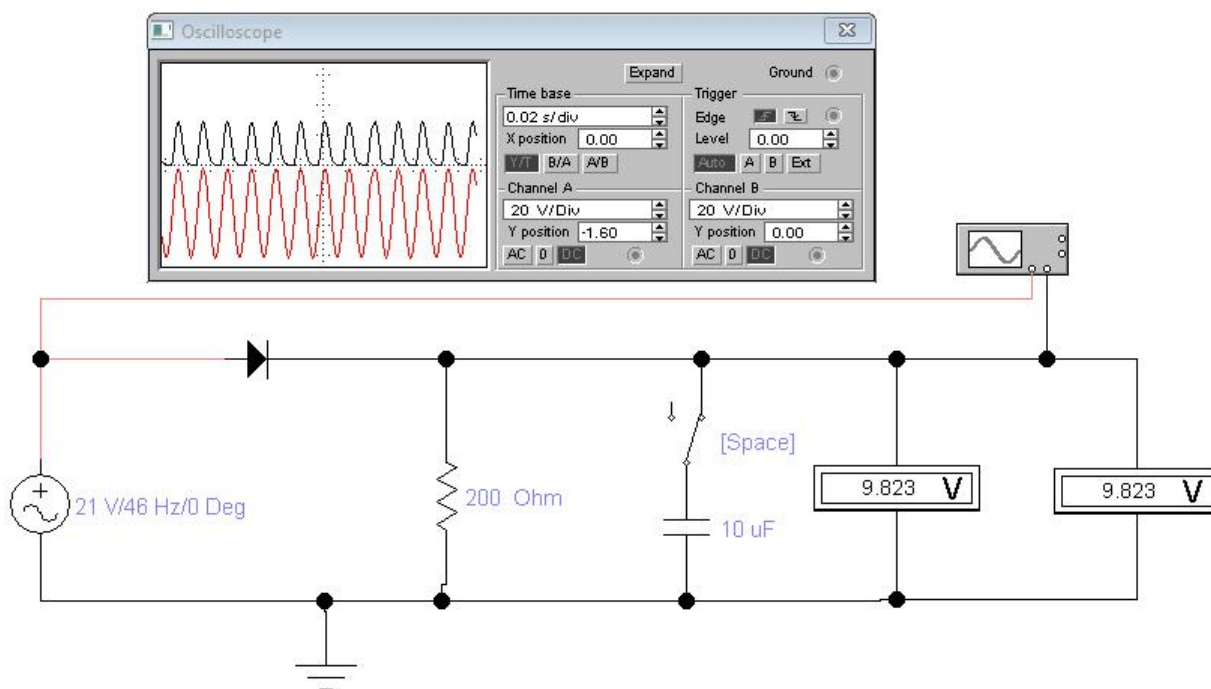 Oscilloscope
Expand Ground
Time base Trigger
0.02 s/div Edge
X position 0.00 Level 0.00
Y/T B/A A/B Auto A B Ext
Channel A Channel B
20 V/Div 20 V/Div
Y position -1.60 Y position 0.00
AC 0 DC AC 0 DC
[Space]
21 V/46 Hz/0 Deg
200 Ohm
10 uF
9.823 V
9.823 V